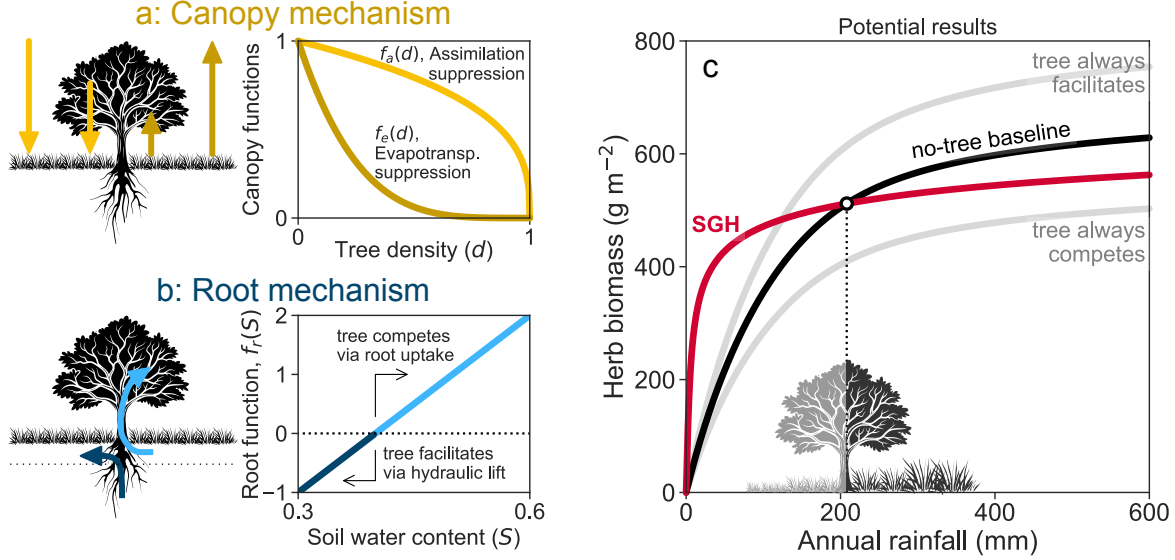 a: Canopy mechanism
Canopy functions
1
0
fₐ(d), Assimilation
suppression
fₑ(d),
Evapotransp.
suppression
0
1
Tree density (d)
b: Root mechanism
Root function, fᵣ(S)
2
1
0
−1
tree competes
via root uptake
tree facilitates
via hydraulic lift
0.3
0.6
Soil water content (S)
Potential results
c
Herb biomass (g m⁻²)
800
600
400
200
0
tree always
facilitates
no-tree baseline
SGH
tree always
competes
0
200
400
600
Annual rainfall (mm)